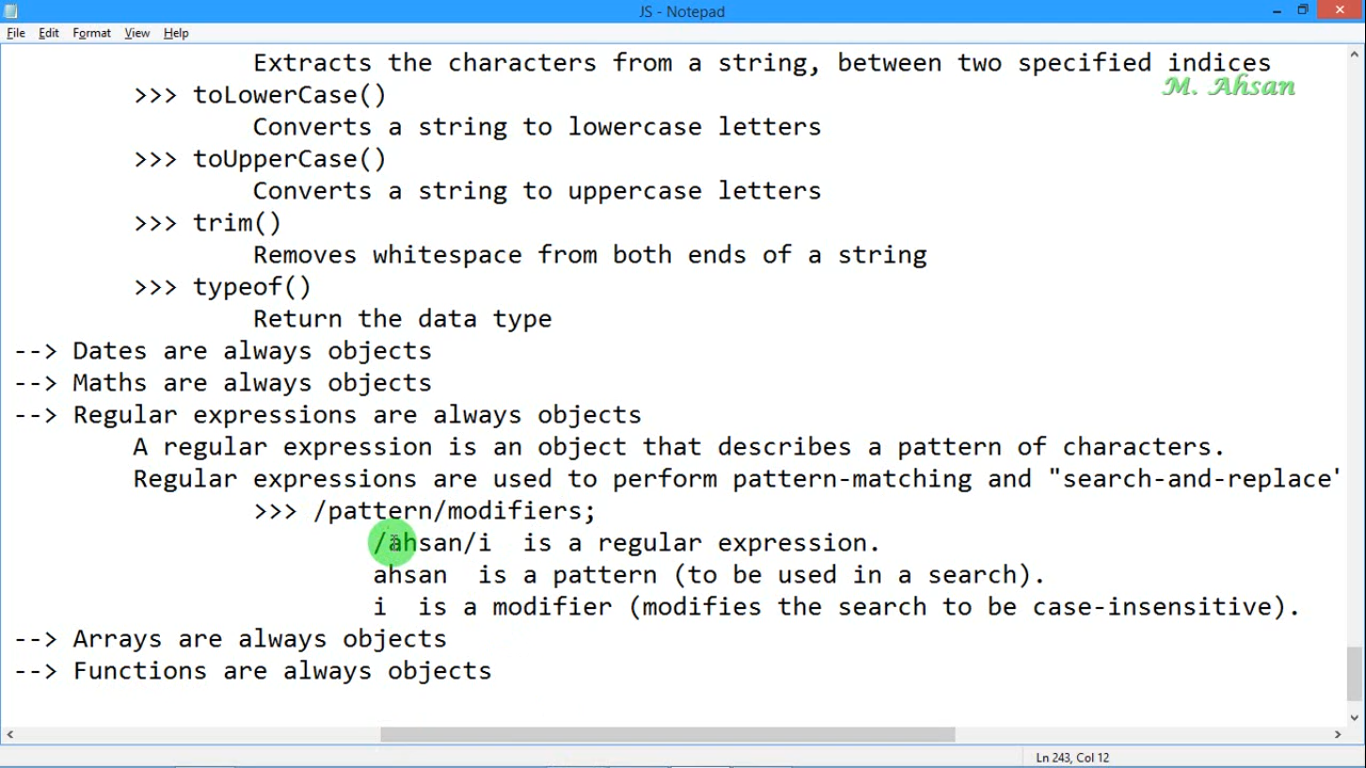 JS - Notepad
File Edit Format View Help
Extracts the characters from a string, between two specified indices
M. Ahsan
>>> toLowerCase()
Converts a string to lowercase letters
>>> toUpperCase()
Converts a string to uppercase letters
>>> trim()
Removes whitespace from both ends of a string
>>> typeof()
Return the data type
--> Dates are always objects
--> Maths are always objects
--> Regular expressions are always objects
A regular expression is an object that describes a pattern of characters.
Regular expressions are used to perform pattern-matching and "search-and-replace'
>>> /pattern/modifiers;
/ahsan/i is a regular expression.
ahsan is a pattern (to be used in a search).
i is a modifier (modifies the search to be case-insensitive).
--> Arrays are always objects
--> Functions are always objects
Ln 243, Col 12